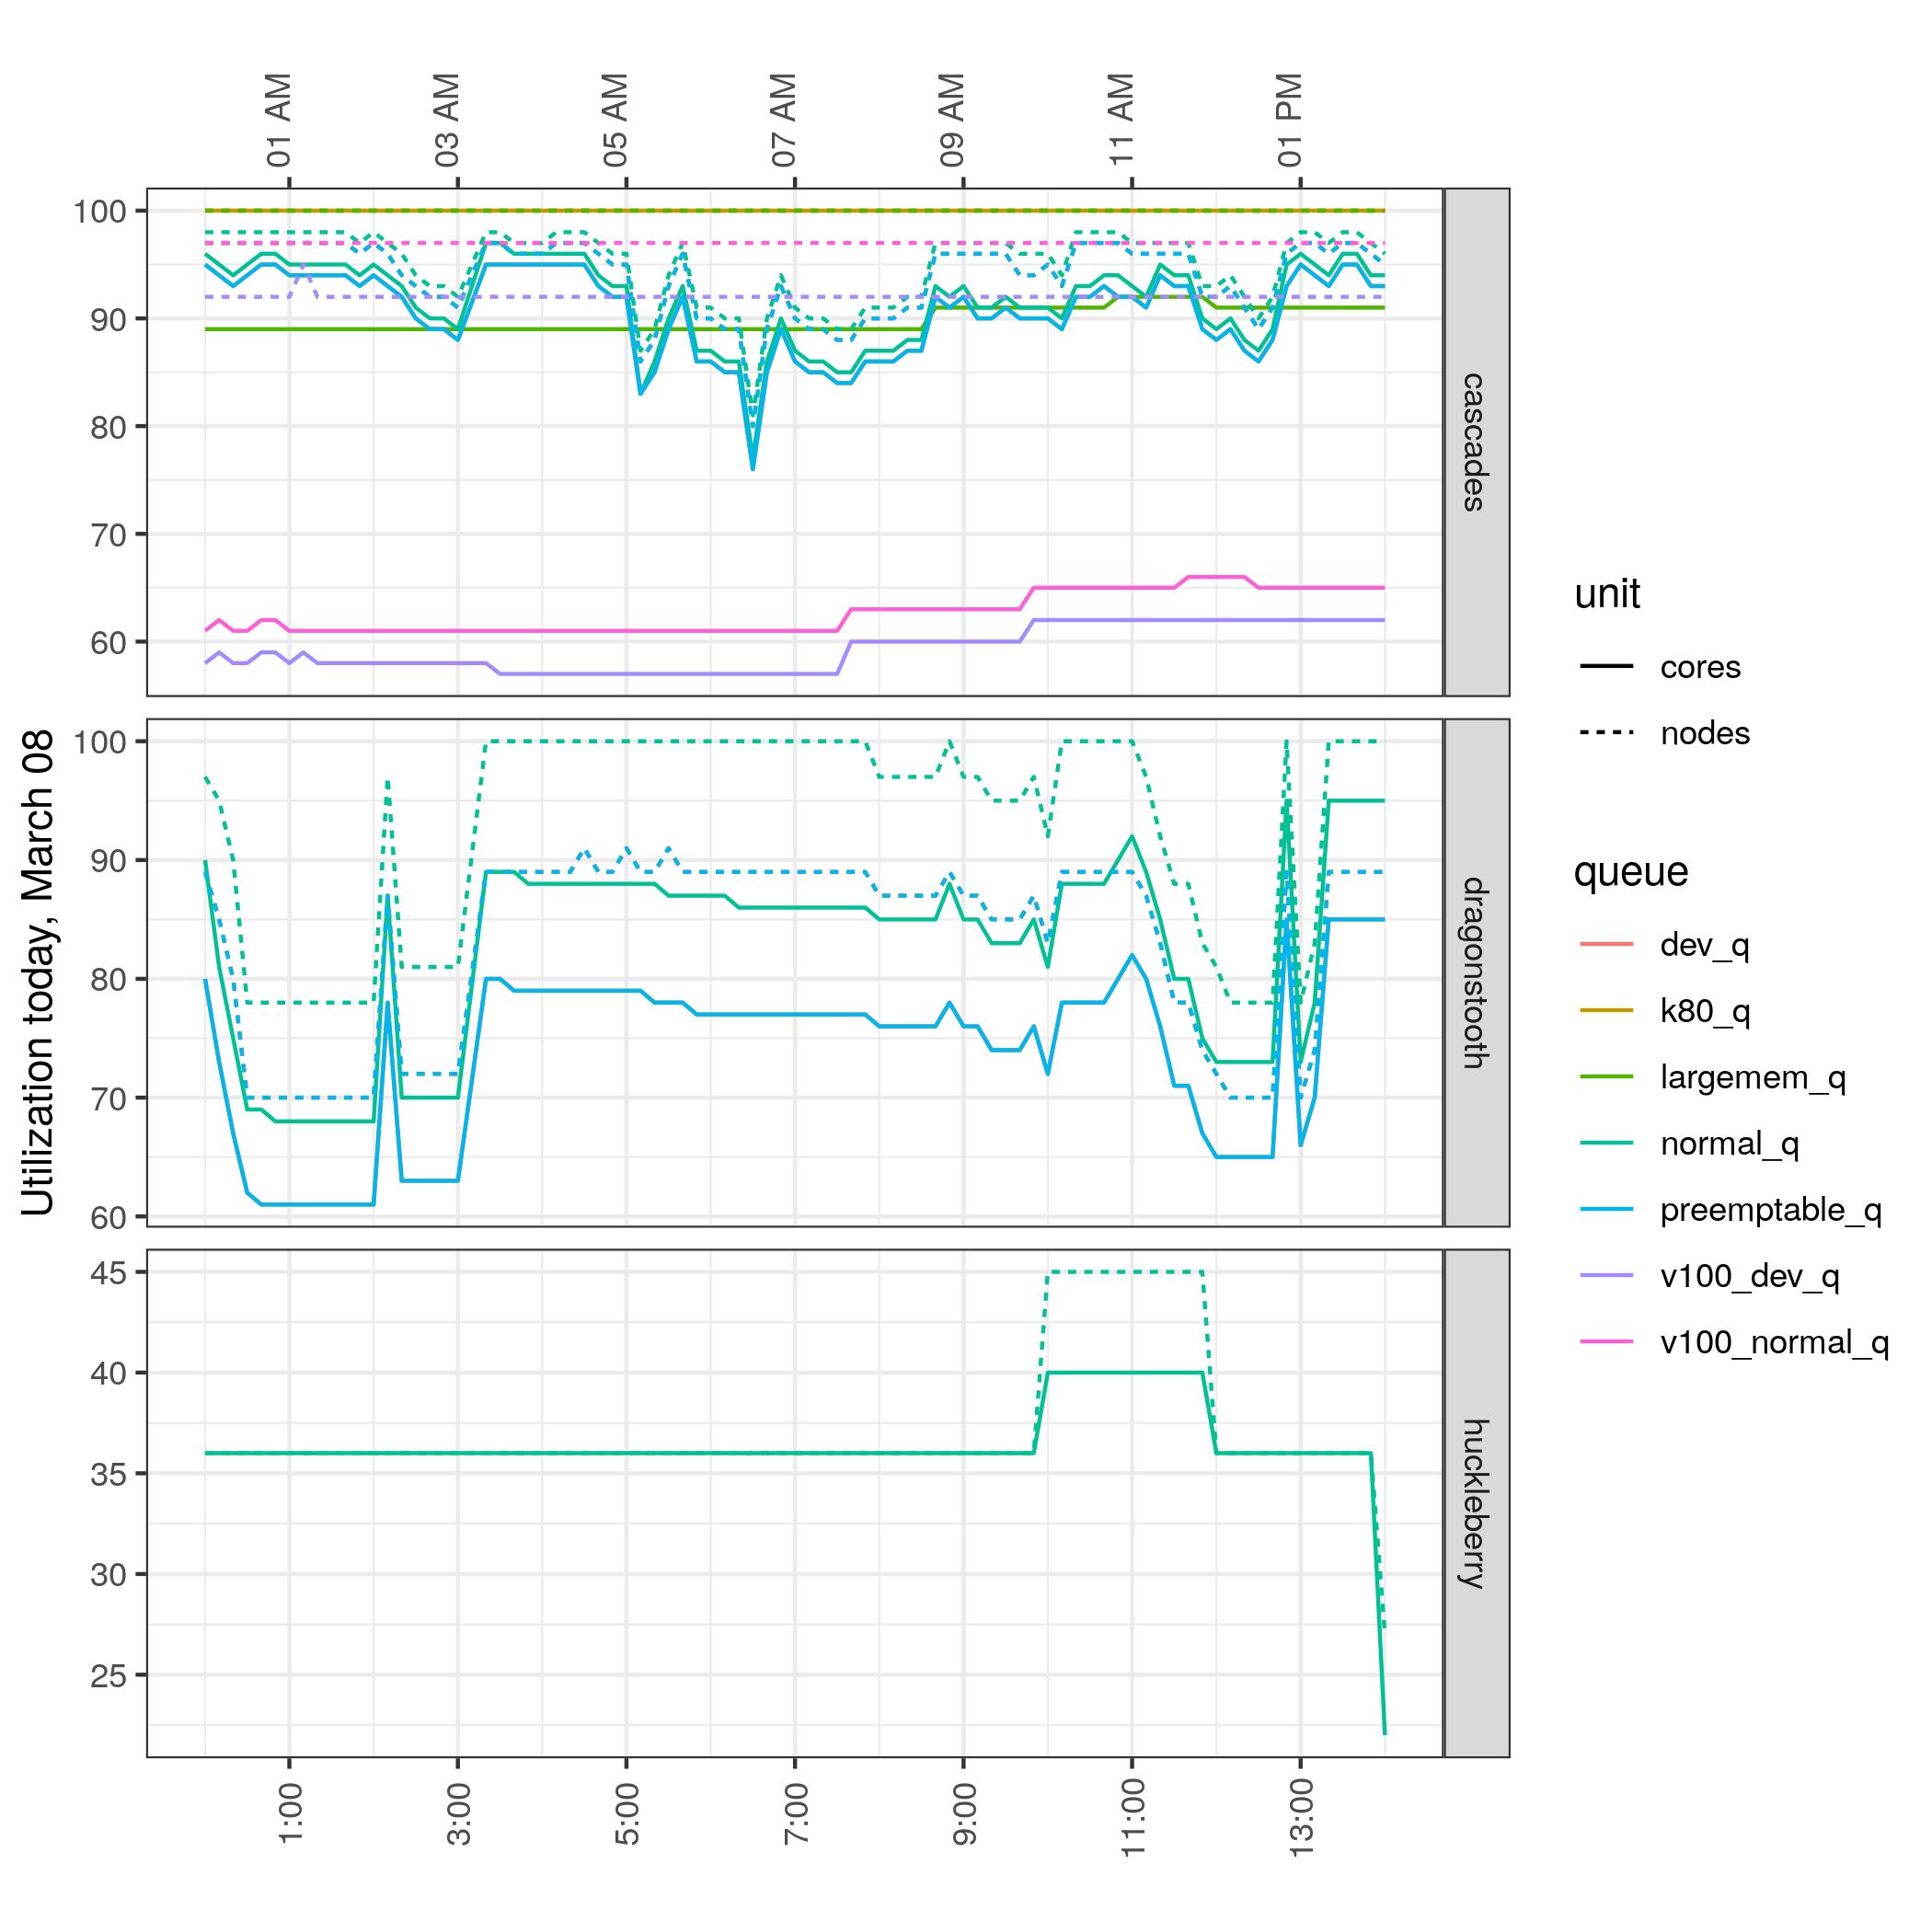 01 AM
03 AM
05 AM
07 AM
09 AM
11 AM
01 PM
Utilization today, March 08
100
90
80
70
60
cascades
100
90
80
70
60
dragonstooth
45
40
35
30
25
huckleberry
1:00
3:00
5:00
7:00
9:00
11:00
13:00
unit
cores
nodes
queue
dev_q
k80_q
largemem_q
normal_q
preemptable_q
v100_dev_q
v100_normal_q